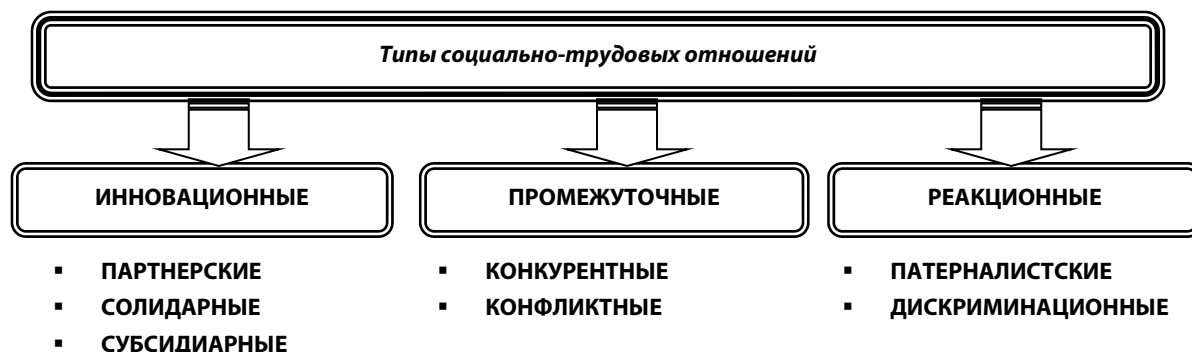 Типы социально-трудовых отношений
ИННОВАЦИОННЫЕ
▪ ПАРТНЕРСКИЕ
▪ СОЛИДАРНЫЕ
▪ СУБСИДИАРНЫЕ
ПРОМЕЖУТОЧНЫЕ
▪ КОНКУРЕНТНЫЕ
▪ КОНФЛИКТНЫЕ
РЕАКЦИОННЫЕ
▪ ПАТЕРНАЛИСТСКИЕ
▪ ДИСКРИМИНАЦИОННЫЕ